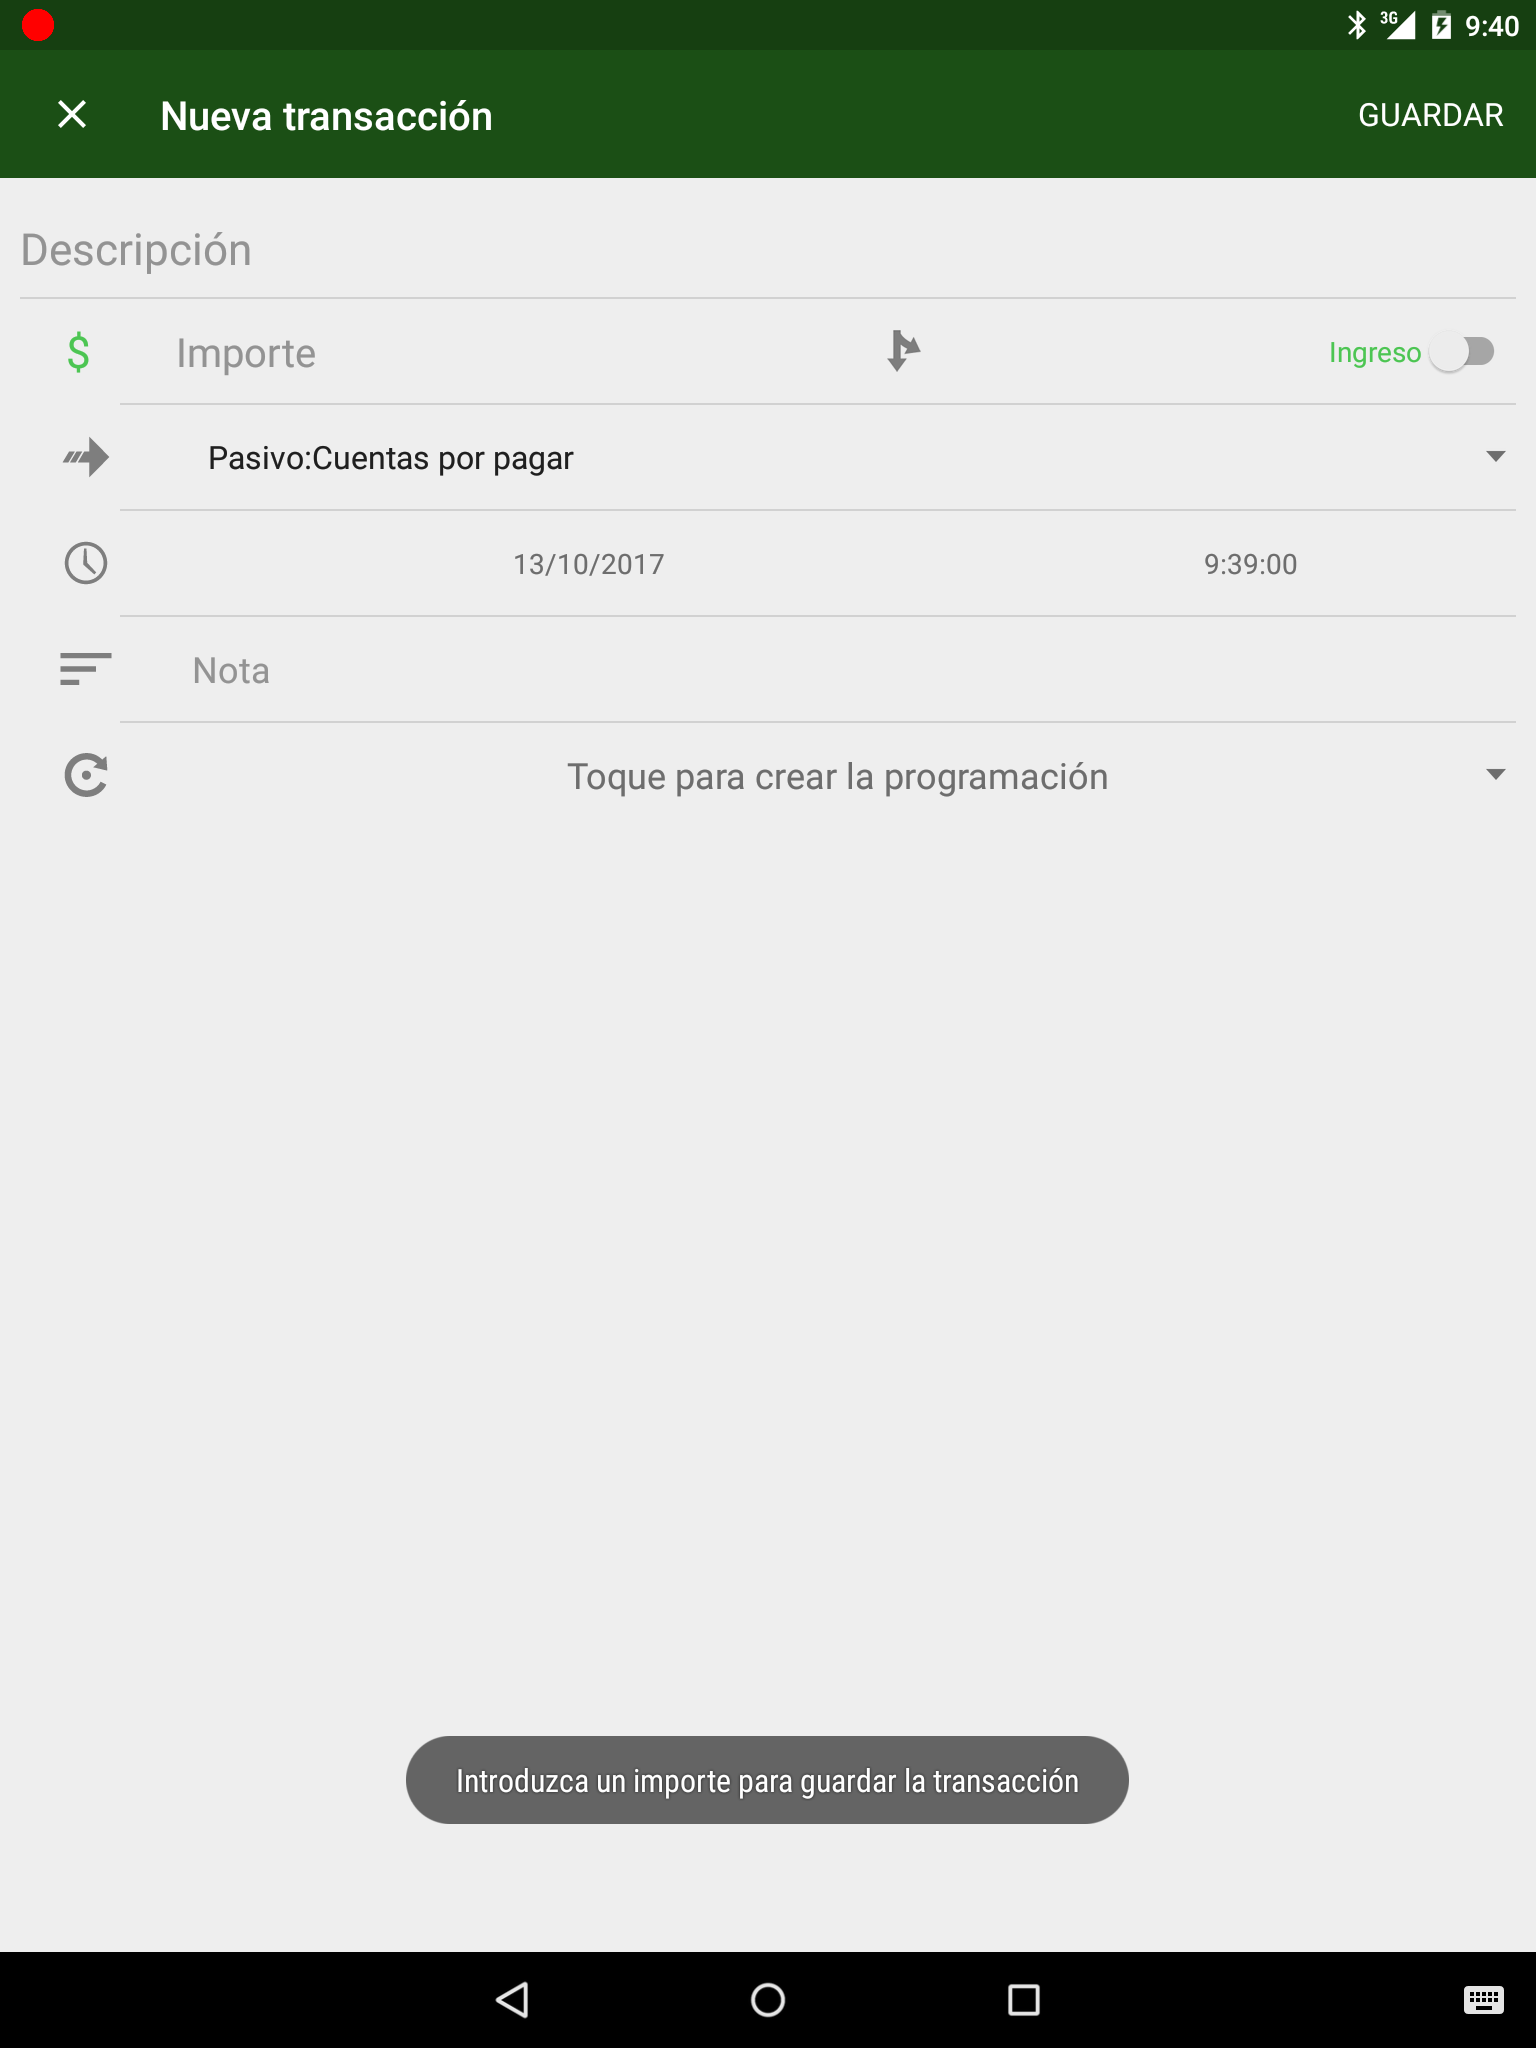 3G 9:40
Nueva transacción GUARDAR
Descripción
$ Importe Ingreso
Pasivo:Cuentas por pagar
13/10/2017 9:39:00
Nota
Toque para crear la programación
Introduzca un importe para guardar la transacción